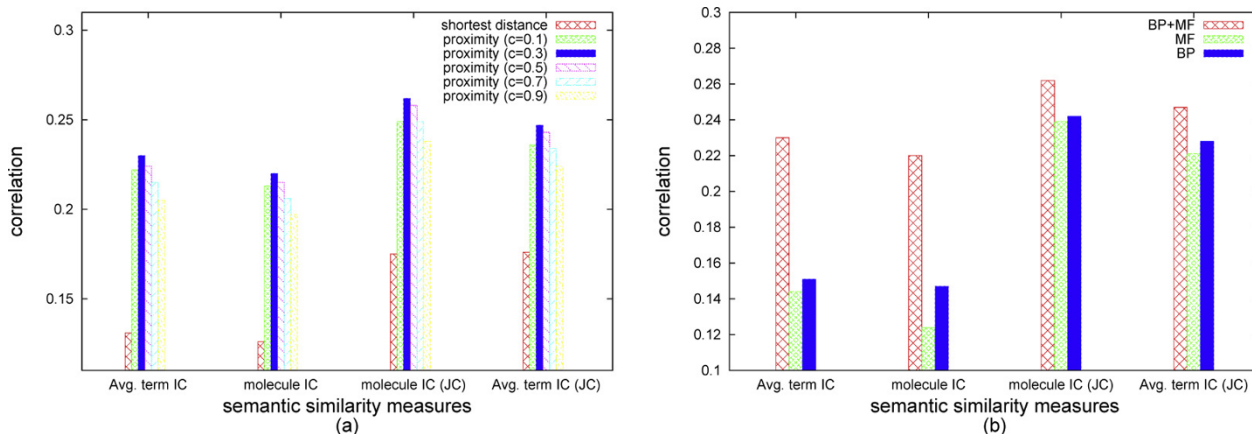 0.3
0.25
0.2
0.15
correlation
shortest distance
proximity (c=0.1)
proximity (c=0.3)
proximity (c=0.5)
proximity (c=0.7)
proximity (c=0.9)
Avg. term IC
molecule IC
molecule IC (JC)
Avg. term IC (JC)
semantic similarity measures
(a)
0.3
0.28
0.26
0.24
0.22
0.2
0.18
0.16
0.14
0.12
0.1
correlation
BP+MF
MF
BP
Avg. term IC
molecule IC
molecule IC (JC)
Avg. term IC (JC)
semantic similarity measures
(b)